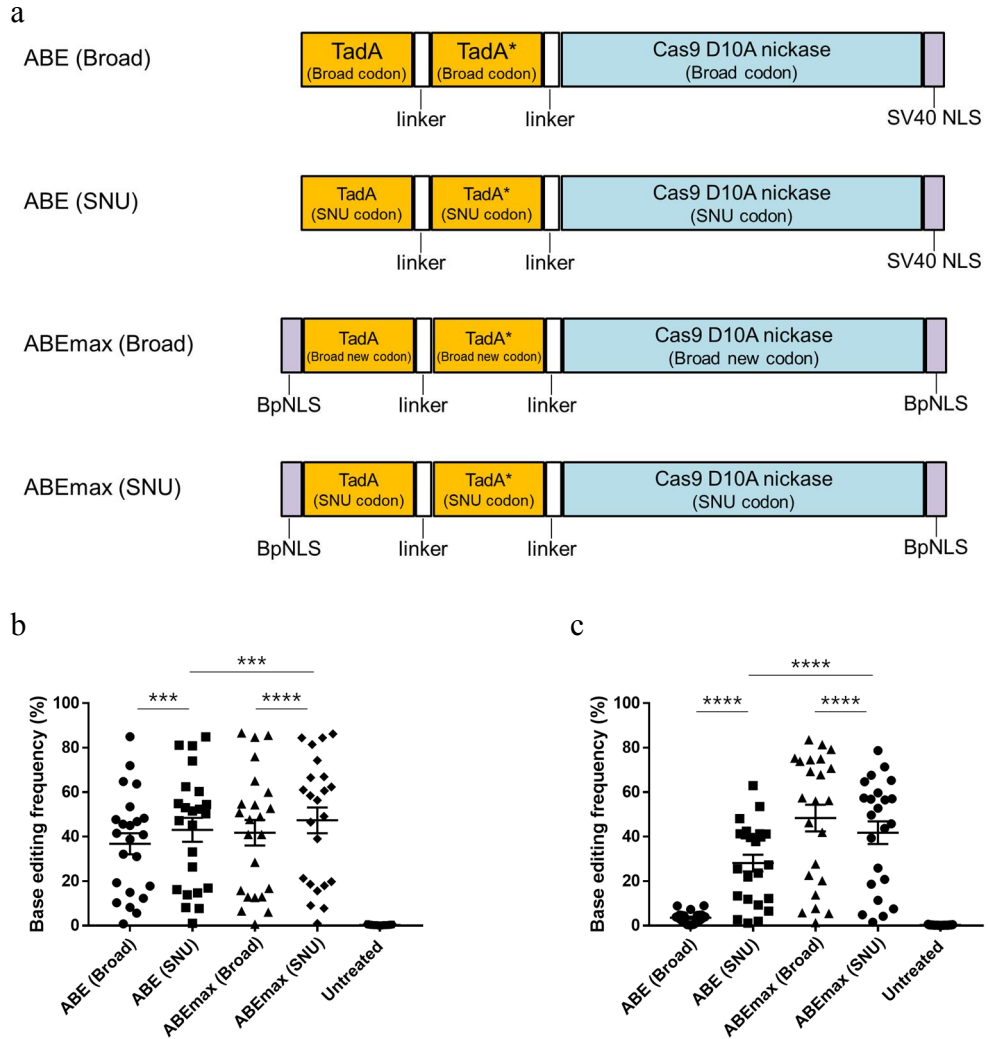 a
ABE (Broad)
TadA
(Broad codon)
TadA*
(Broad codon)
Cas9 D10A nickase
(Broad codon)
linker
linker
SV40 NLS
ABE (SNU)
TadA
(SNU codon)
TadA*
(SNU codon)
Cas9 D10A nickase
(SNU codon)
linker
linker
SV40 NLS
ABEmax (Broad)
TadA
(Broad new codon)
TadA*
(Broad new codon)
Cas9 D10A nickase
(Broad new codon)
BpNLS
linker
linker
BpNLS
ABEmax (SNU)
TadA
(SNU codon)
TadA*
(SNU codon)
Cas9 D10A nickase
(SNU codon)
BpNLS
linker
linker
BpNLS
b
***
***
****
Base editing frequency (%)
100
80
60
40
20
0
ABE (Broad)
ABE (SNU)
ABEmax (Broad)
ABEmax (SNU)
Untreated
c
****
****
****
Base editing frequency (%)
100
80
60
40
20
0
ABE (Broad)
ABE (SNU)
ABEmax (Broad)
ABEmax (SNU)
Untreated